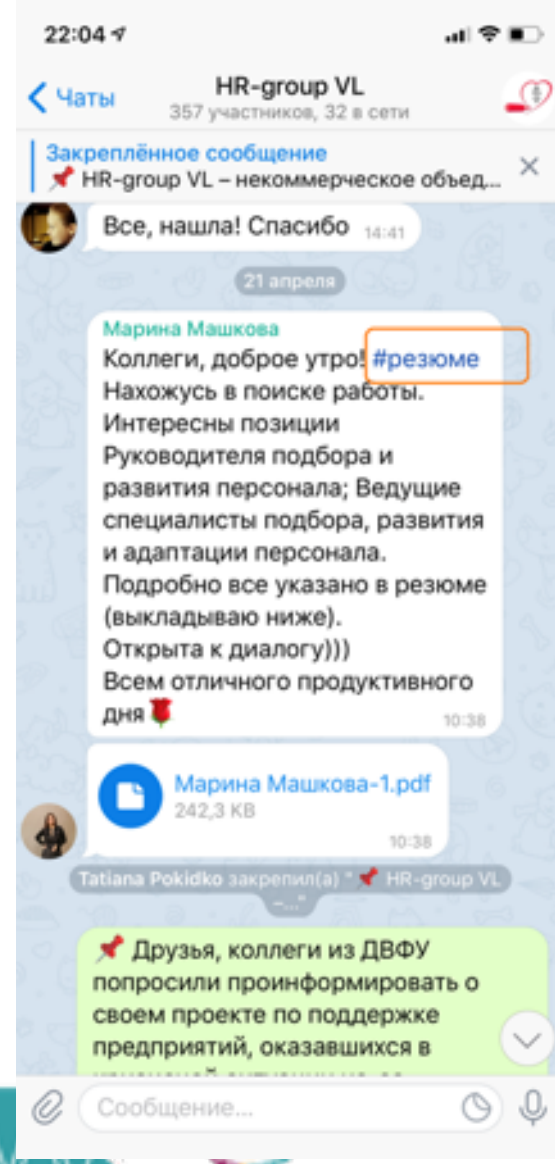 22:04
Чаты
HR-group VL
357 участников, 32 в сети
Закреплённое сообщение
📌 HR-group VL – некоммерческое объед...
Все, нашла! Спасибо 14:41
21 апреля
Марина Машкова
Коллеги, доброе утро! #резюме
Нахожусь в поиске работы.
Интересны позиции
Руководителя подбора и
развития персонала; Ведущие
специалисты подбора, развития
и адаптации персонала.
Подробно все указано в резюме
(выкладываю ниже).
Открыта к диалогу)))
Всем отличного продуктивного
дня🌹 10:38
Марина Машкова-1.pdf
242,3 KB
10:38
Tatiana Pokidko закрепил(а) "📌 HR-group VL
–..."
📌 Друзья, коллеги из ДВФУ
попросили проинформировать о
своем проекте по поддержке
предприятий, оказавшихся в
Сообщение...